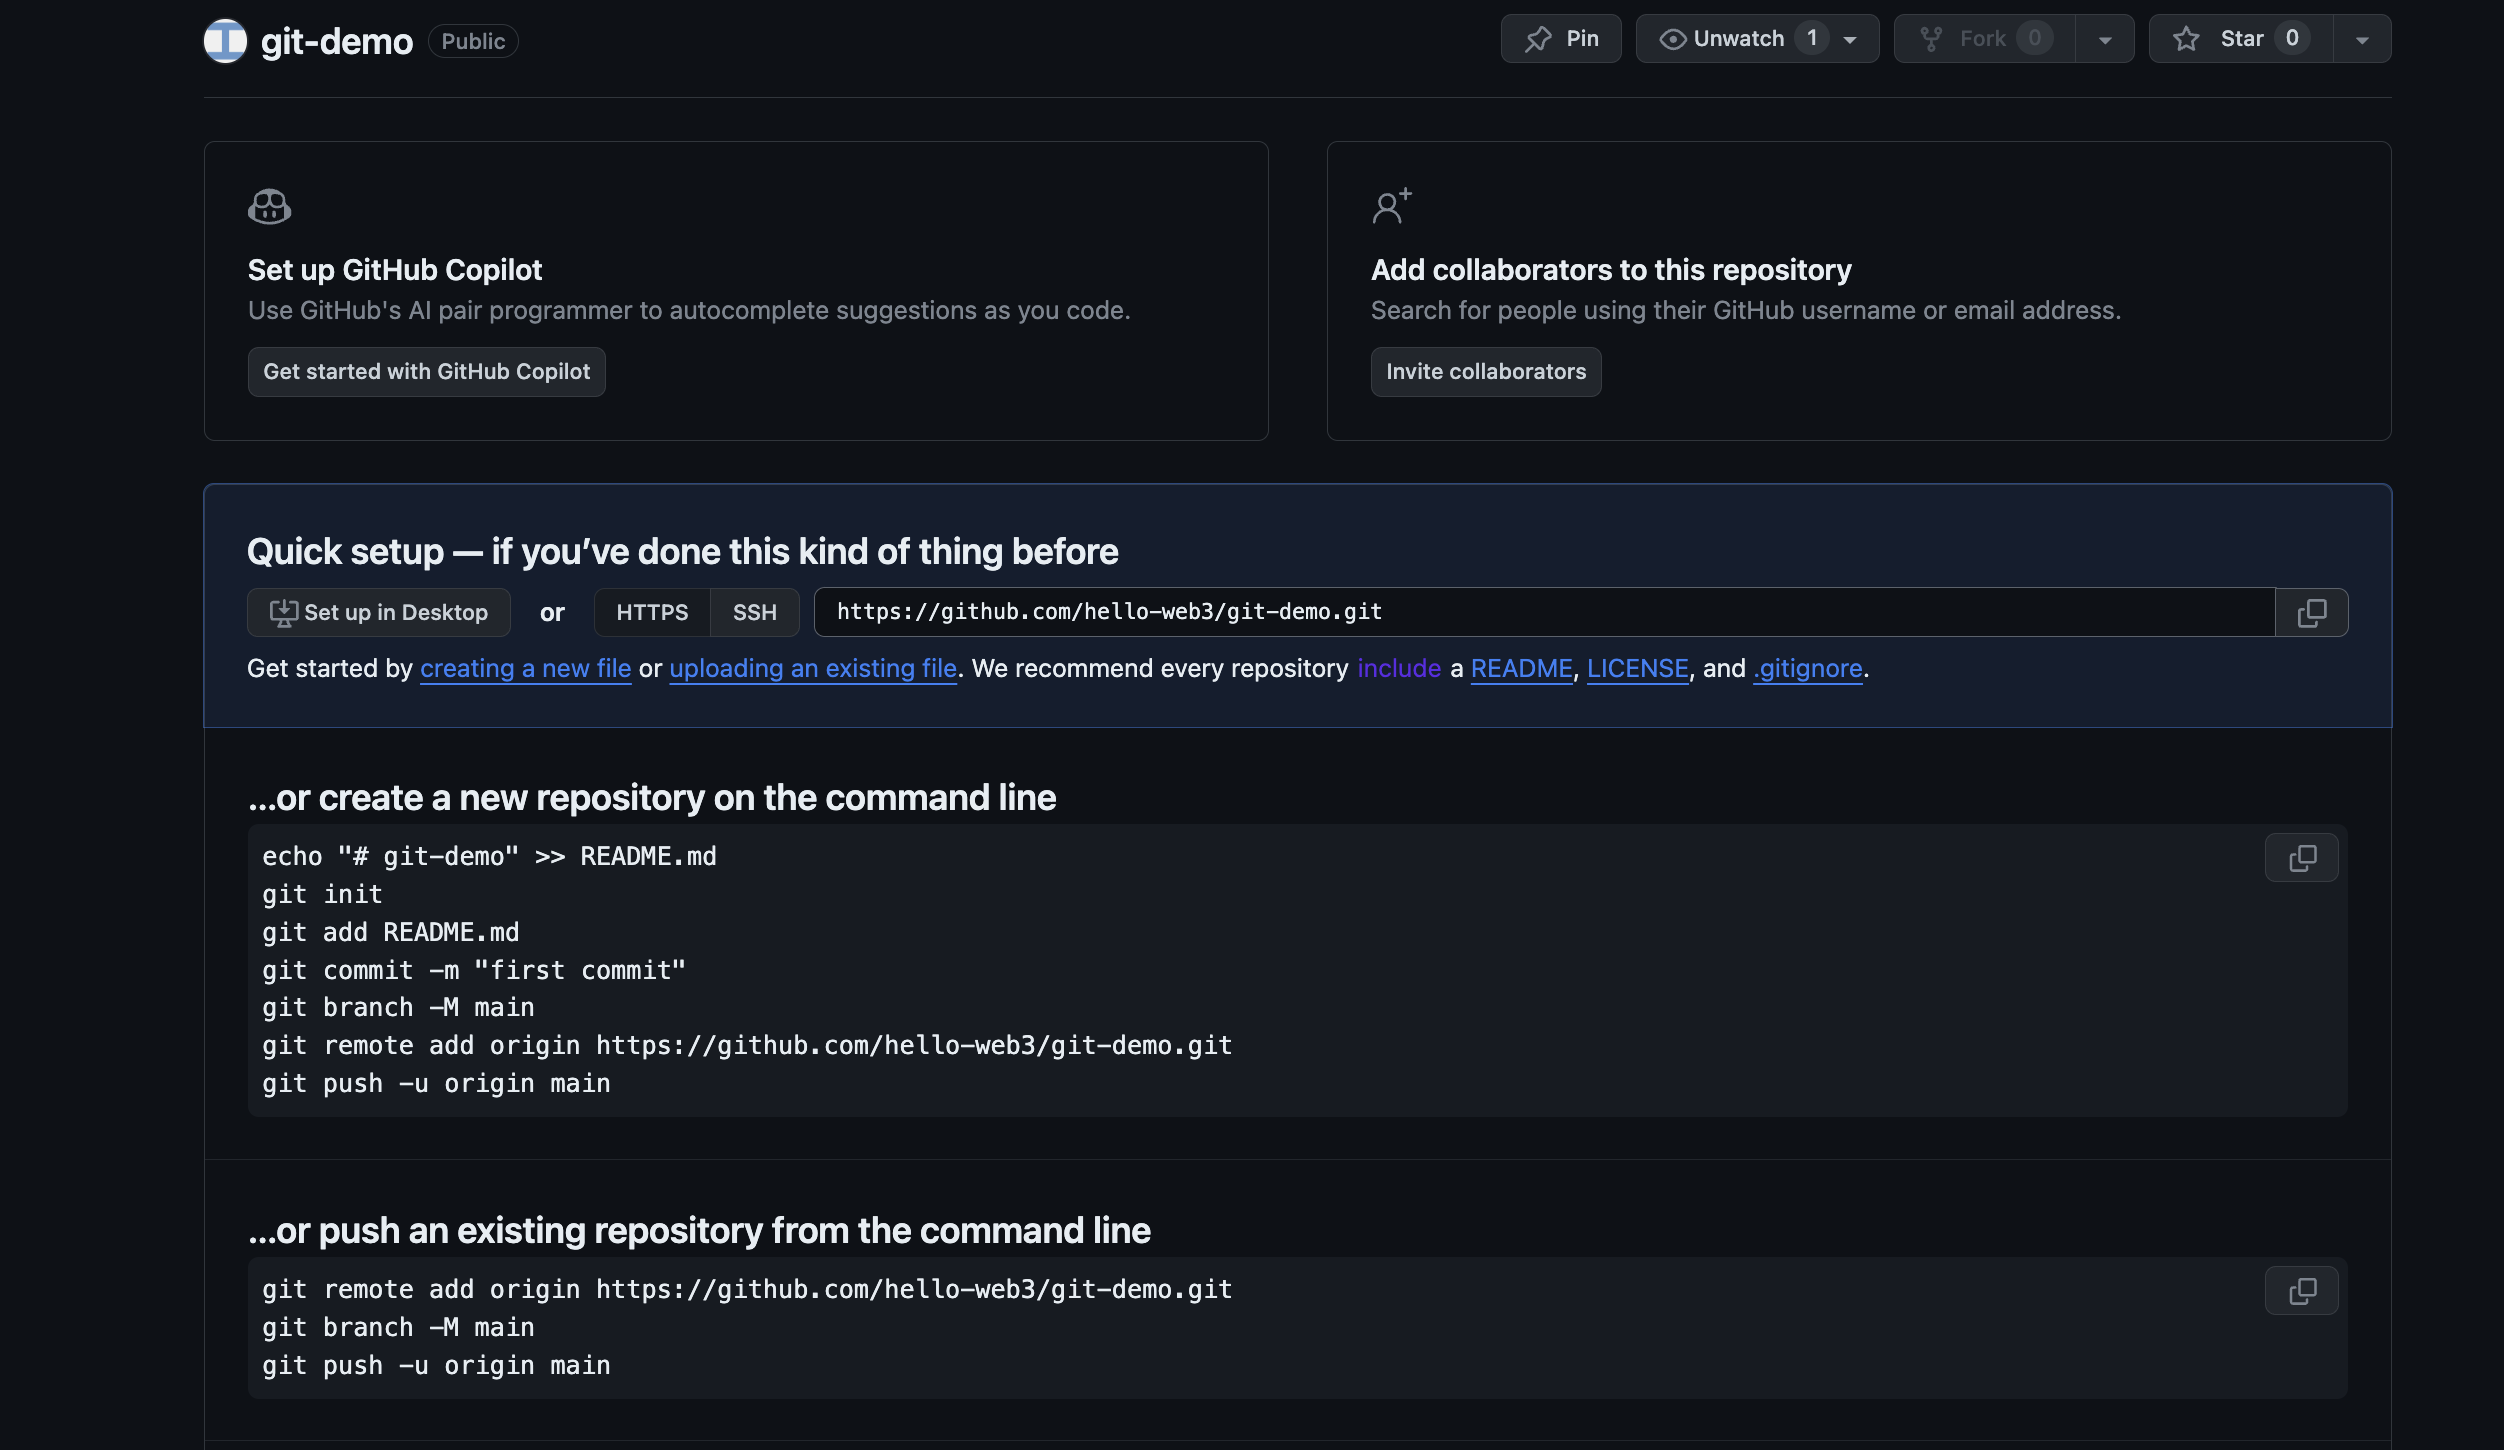 git-demo Public Pin Unwatch 1 Fork 0 Star 0
Set up GitHub Copilot
Use GitHub's AI pair programmer to autocomplete suggestions as you code.
Get started with GitHub Copilot
Add collaborators to this repository
Search for people using their GitHub username or email address.
Invite collaborators
Quick setup — if you’ve done this kind of thing before
Set up in Desktop or HTTPS SSH https://github.com/hello-web3/git-demo.git
Get started by creating a new file or uploading an existing file. We recommend every repository include a README, LICENSE, and .gitignore.
…or create a new repository on the command line
echo "# git-demo" >> README.md
git init
git add README.md
git commit -m "first commit"
git branch -M main
git remote add origin https://github.com/hello-web3/git-demo.git
git push -u origin main
…or push an existing repository from the command line
git remote add origin https://github.com/hello-web3/git-demo.git
git branch -M main
git push -u origin main